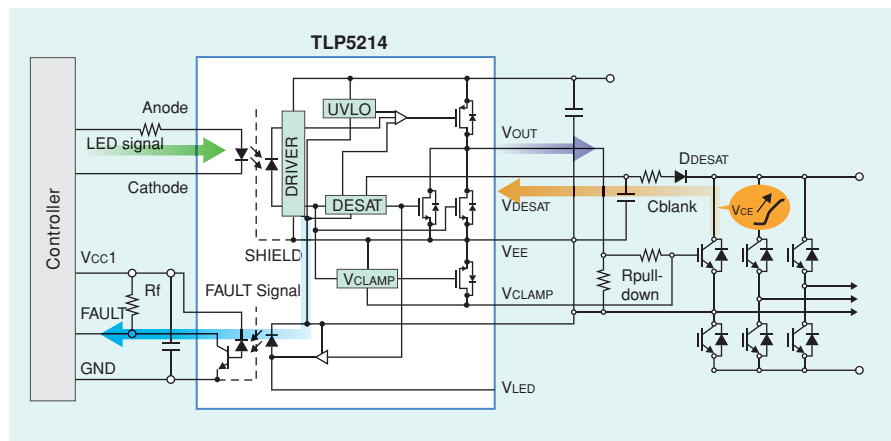 TLP5214
Controller
Anode
LED signal
Cathode
UVLO
DRIVER
DESAT
SHIELD
VCLAMP
VOUT
DDESAT
VDESAT
Cblank
VCE
VEE
Rpull-
down
VCLAMP
VCC1
Rf
FAULT Signal
FAULT
GND
VLED